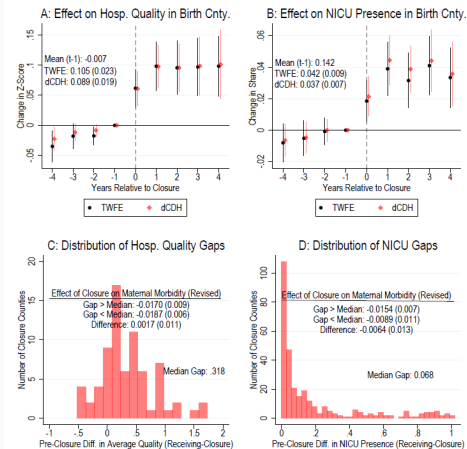 A: Effect on Hosp. Quality in Birth Cnty.
Change in Z-Score
.15
.1
.05
0
-.05
Mean (t-1): -0.007
TWFE: 0.105 (0.023)
dCDH: 0.089 (0.019)
-4 -3 -2 -1 0 1 2 3 4
Years Relative to Closure
TWFE dCDH
B: Effect on NICU Presence in Birth Cnty.
Change in Share
.06
.04
.02
0
-.02
Mean (t-1): 0.142
TWFE: 0.042 (0.009)
dCDH: 0.037 (0.007)
-4 -3 -2 -1 0 1 2 3 4
Years Relative to Closure
TWFE dCDH
C: Distribution of Hosp. Quality Gaps
Number of Closure Counties
20
15
10
5
0
Effect of Closure on Maternal Morbidity (Revised)
Gap > Median: -0.0170 (0.009)
Gap < Median: -0.0187 (0.006)
Difference: 0.0017 (0.011)
Median Gap: .318
-1 -.5 0 .5 1 1.5 2
Pre-Closure Diff. in Average Quality (Receiving-Closure)
D: Distribution of NICU Gaps
Number of Closure Counties
100
80
60
40
20
0
Effect of Closure on Maternal Morbidity (Revised)
Gap > Median: -0.0154 (0.007)
Gap < Median: -0.0089 (0.011)
Difference: -0.0064 (0.013)
Median Gap: 0.068
0 .2 .4 .6 .8 1
Pre-Closure Diff. in NICU Presence (Receiving-Closure)